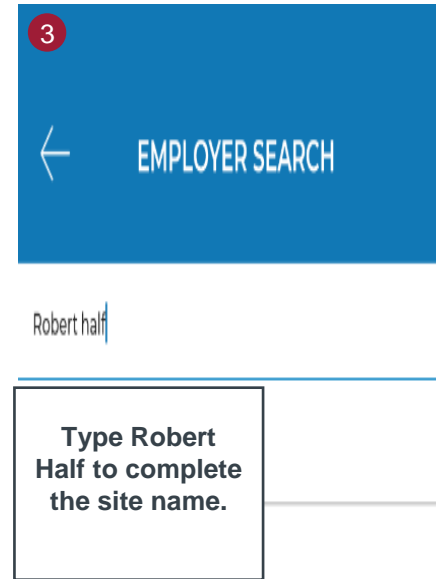 3
EMPLOYER SEARCH
Robert half
Type Robert
Half to complete
the site name.